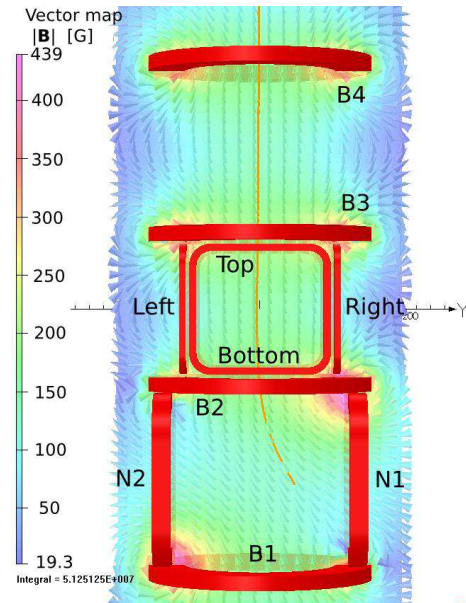 Vector map
|B| [G]
439
400
350
300
250
200
150
100
50
19.3
Integral = 5.125125E+007
B4
B3
Top
Left
Right
Y
200
Bottom
B2
N2
N1
B1